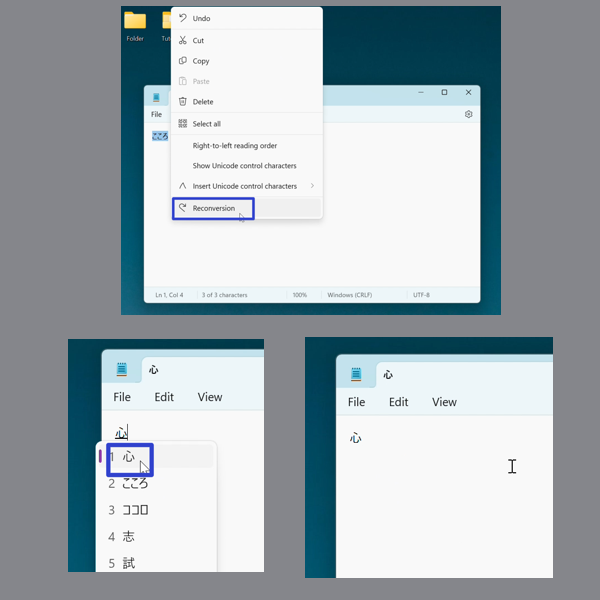 Folder
Undo
Cut
Copy
Paste
Delete
Select all
Right-to-left reading order
Show Unicode control characters
Insert Unicode control characters
Reconversion
File
こころ
Ln 1, Col 4 3 of 3 characters 100% Windows (CRLF) UTF-8
心
File Edit View
心
1 心
2 こころ
3 ココロ
4 志
5 試
心
File Edit View
心